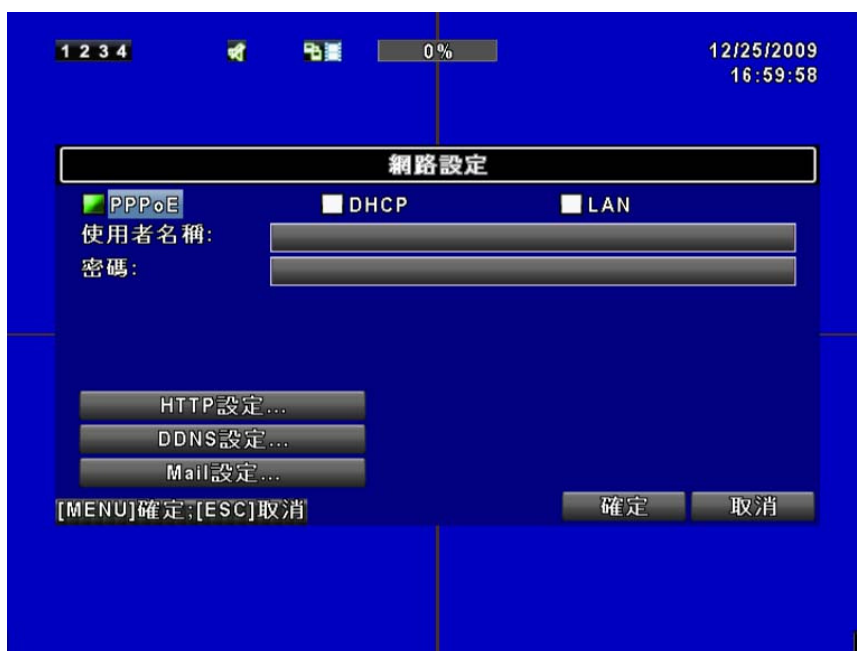 1 2 3 4 0% 12/25/2009
16:59:58
網路設定
PPPoE DHCP LAN
使用者名稱:
密碼:
HTTP設定...
DDNS設定...
Mail設定...
[MENU]確定;[ESC]取消 確定 取消